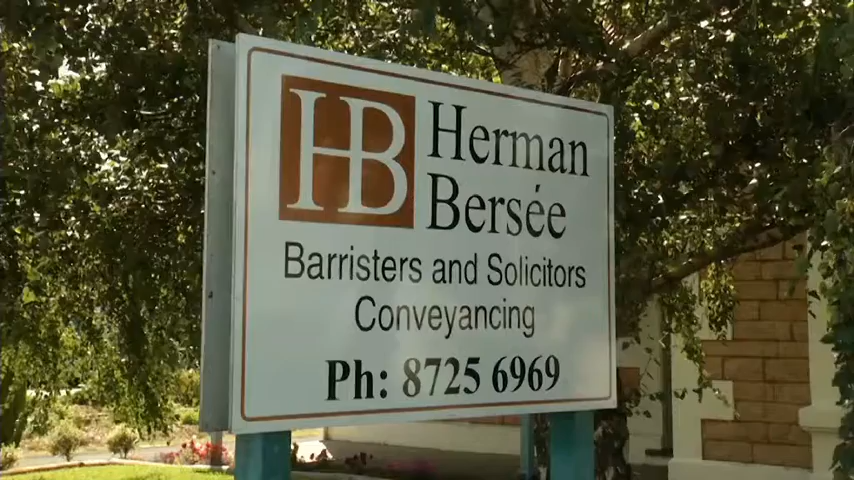 HB
Herman
Bersée
Barristers and Solicitors
Conveyancing
Ph: 8725 6969